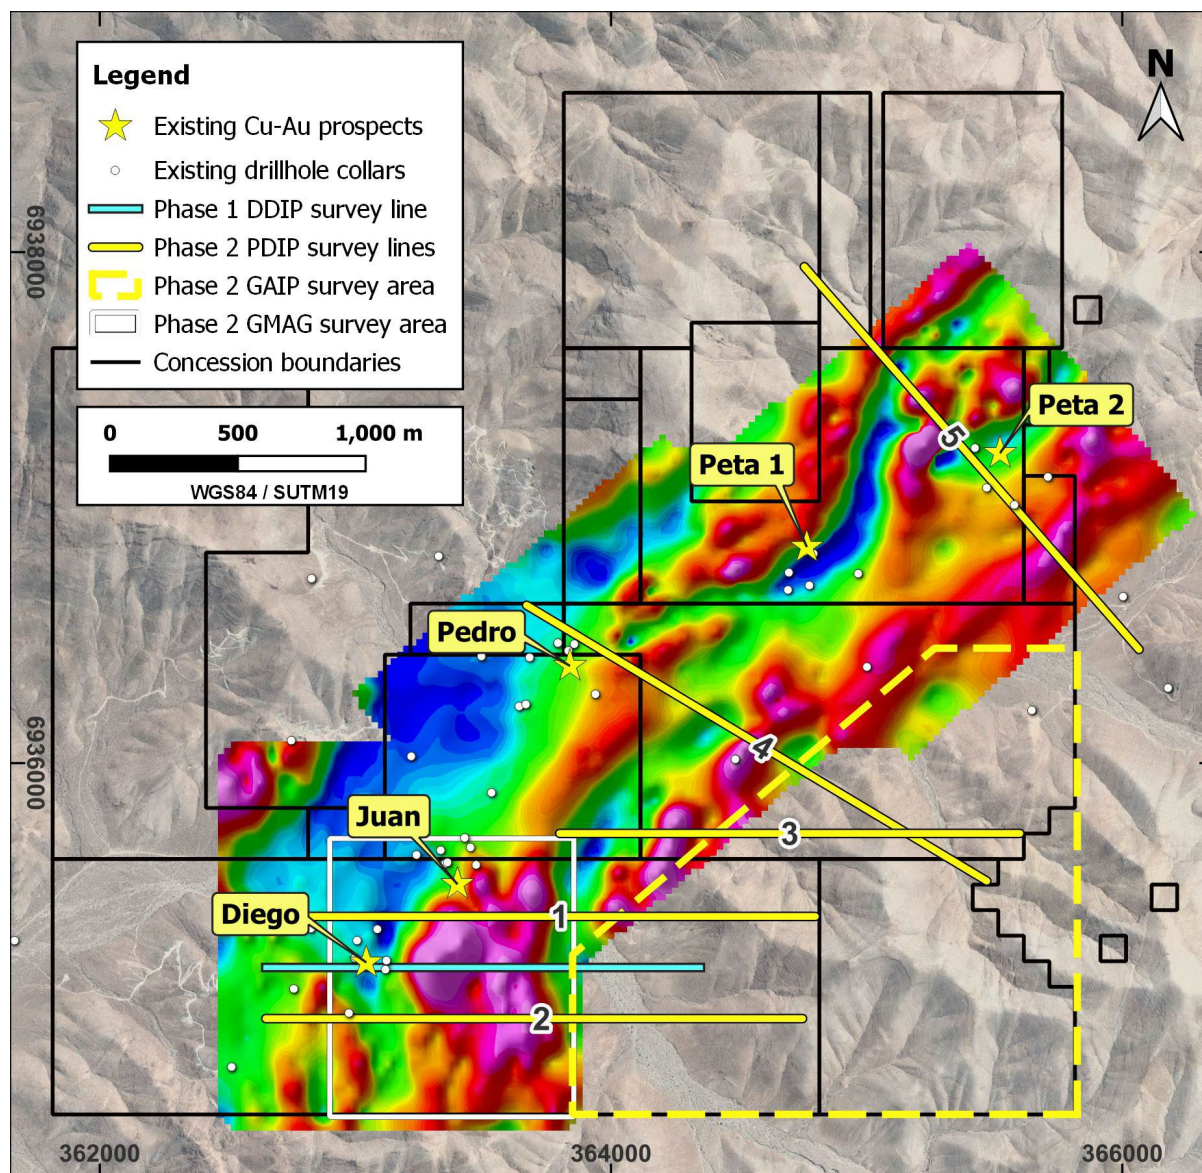 Legend
Existing Cu-Au prospects
Existing drillhole collars
Phase 1 DDIP survey line
Phase 2 PDIP survey lines
Phase 2 GAIP survey area
Phase 2 GMAG survey area
Concession boundaries
0 500 1,000 m
WGS84 / SUTM19
N
6938000
Peta 2
5
Peta 1
Pedro
6936000
4
Juan
3
Diego
1
2
362000
364000
366000